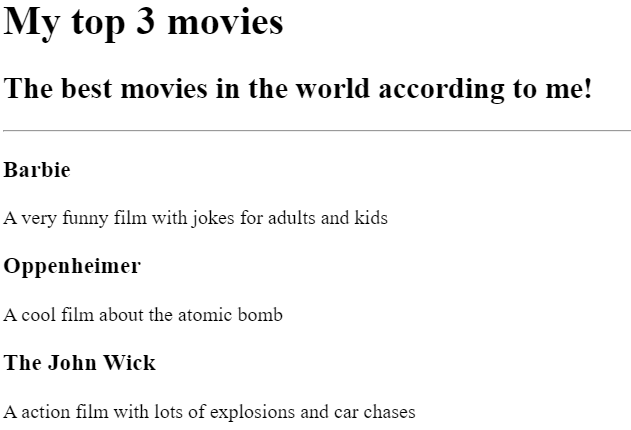 My top 3 movies
The best movies in the world according to me!
Barbie
A very funny film with jokes for adults and kids
Oppenheimer
A cool film about the atomic bomb
The John Wick
A action film with lots of explosions and car chases